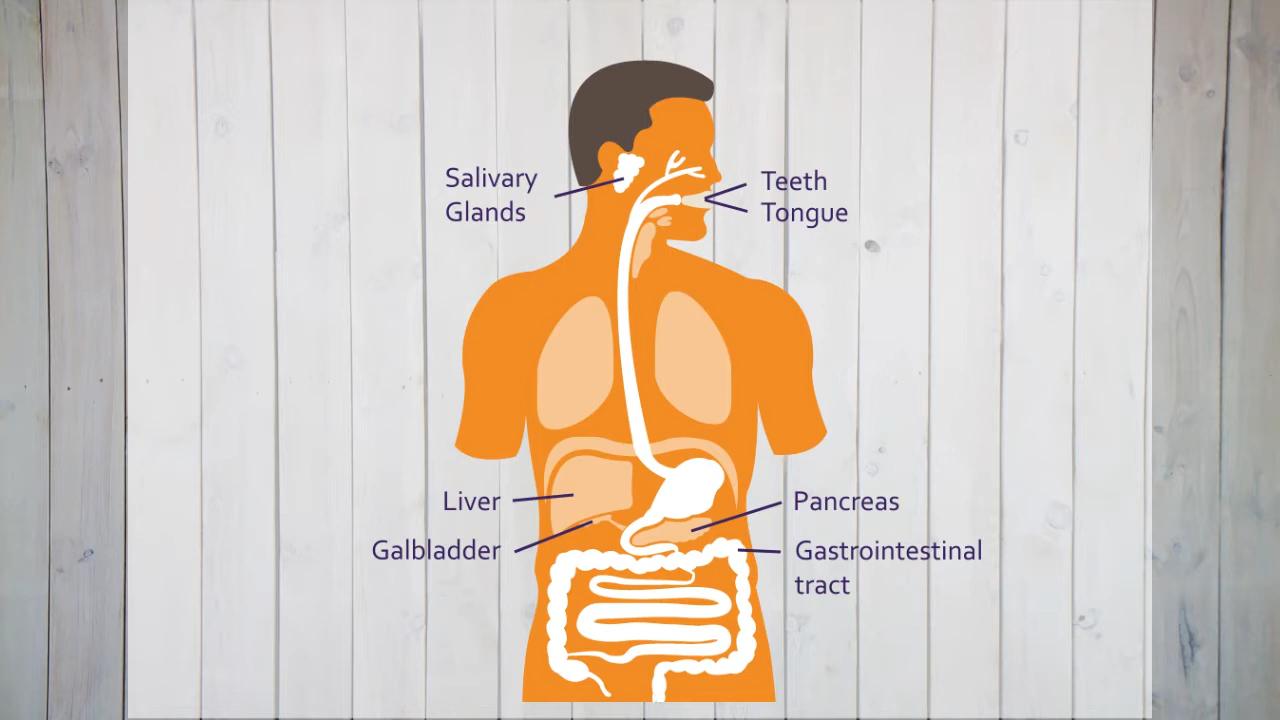 Salivary
Glands
Teeth
Tongue
Liver
Galbladder
Pancreas
Gastrointestinal
tract